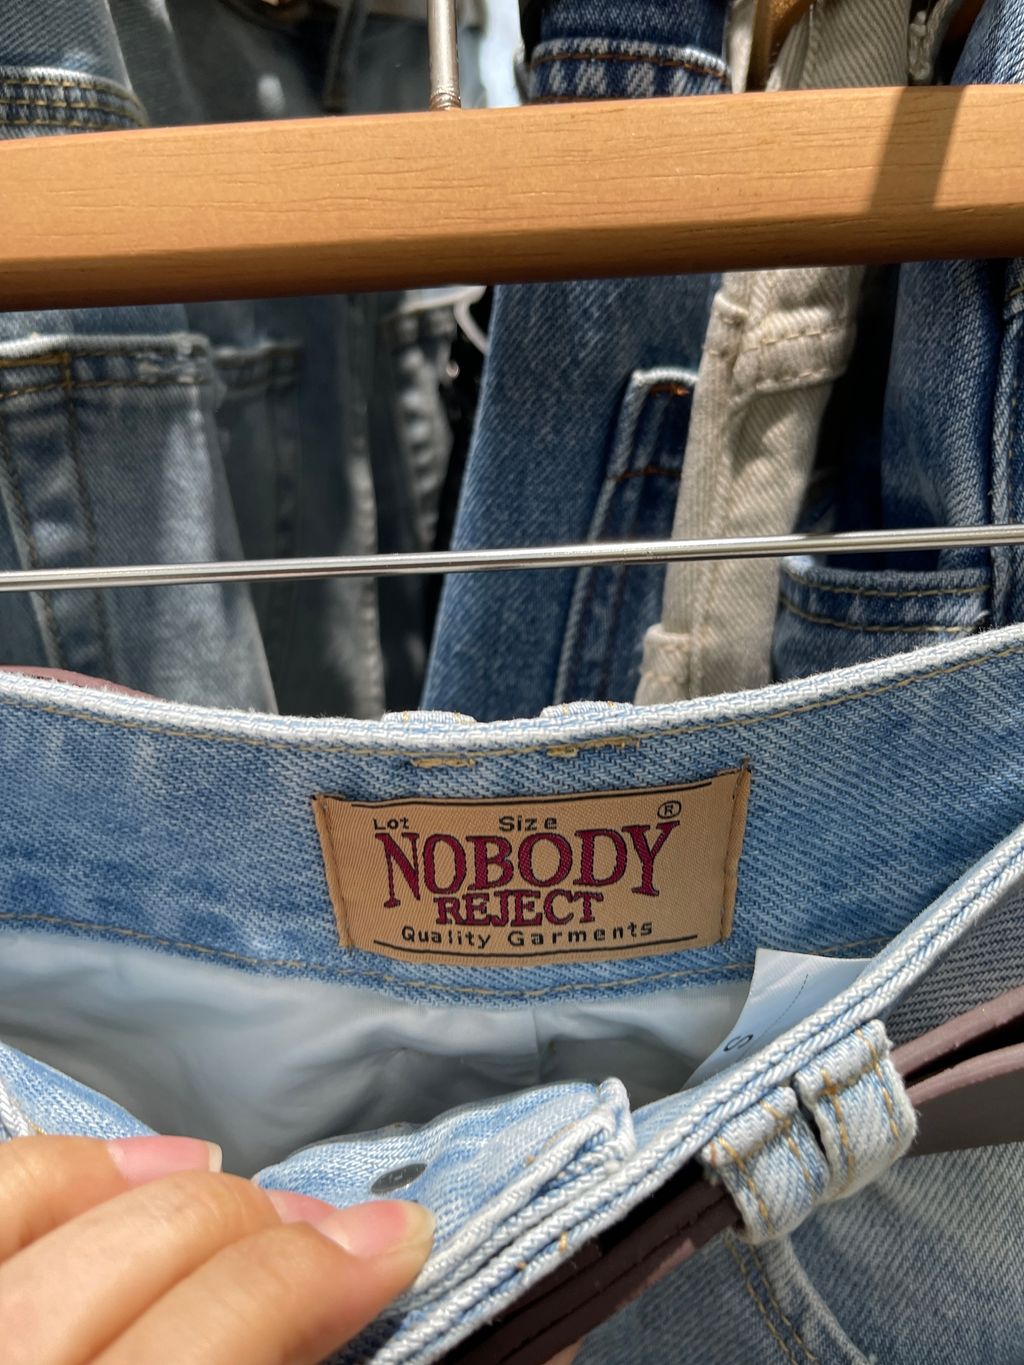 Lot Size ®
NOBODY
REJECT
Quality Garments
S